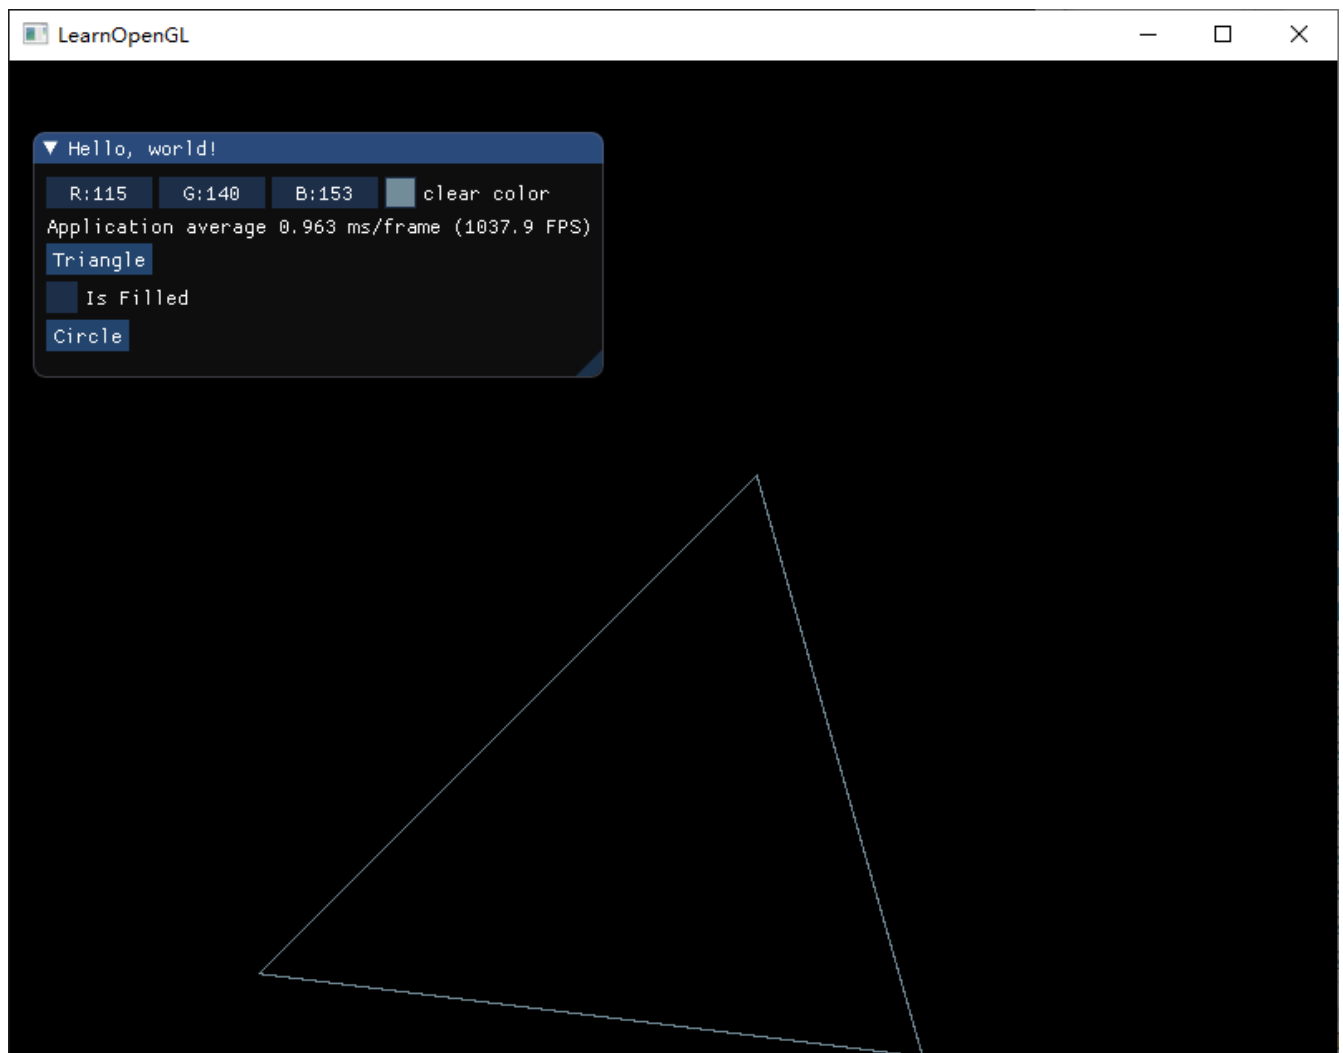 LearnOpenGL
Hello, world!
R:115 G:140 B:153 clear color
Application average 0.963 ms/frame (1037.9 FPS)
Triangle
Is Filled
Circle